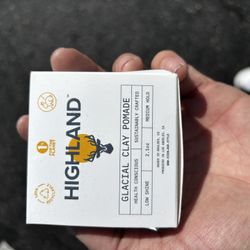 HIGHLAND
GLACIAL CLAY POMADE
HEALTH CONSCIOUS
SUSTAINABLY CRAFTED
LOW SHINE
2.1oz
MEDIUM HOLD